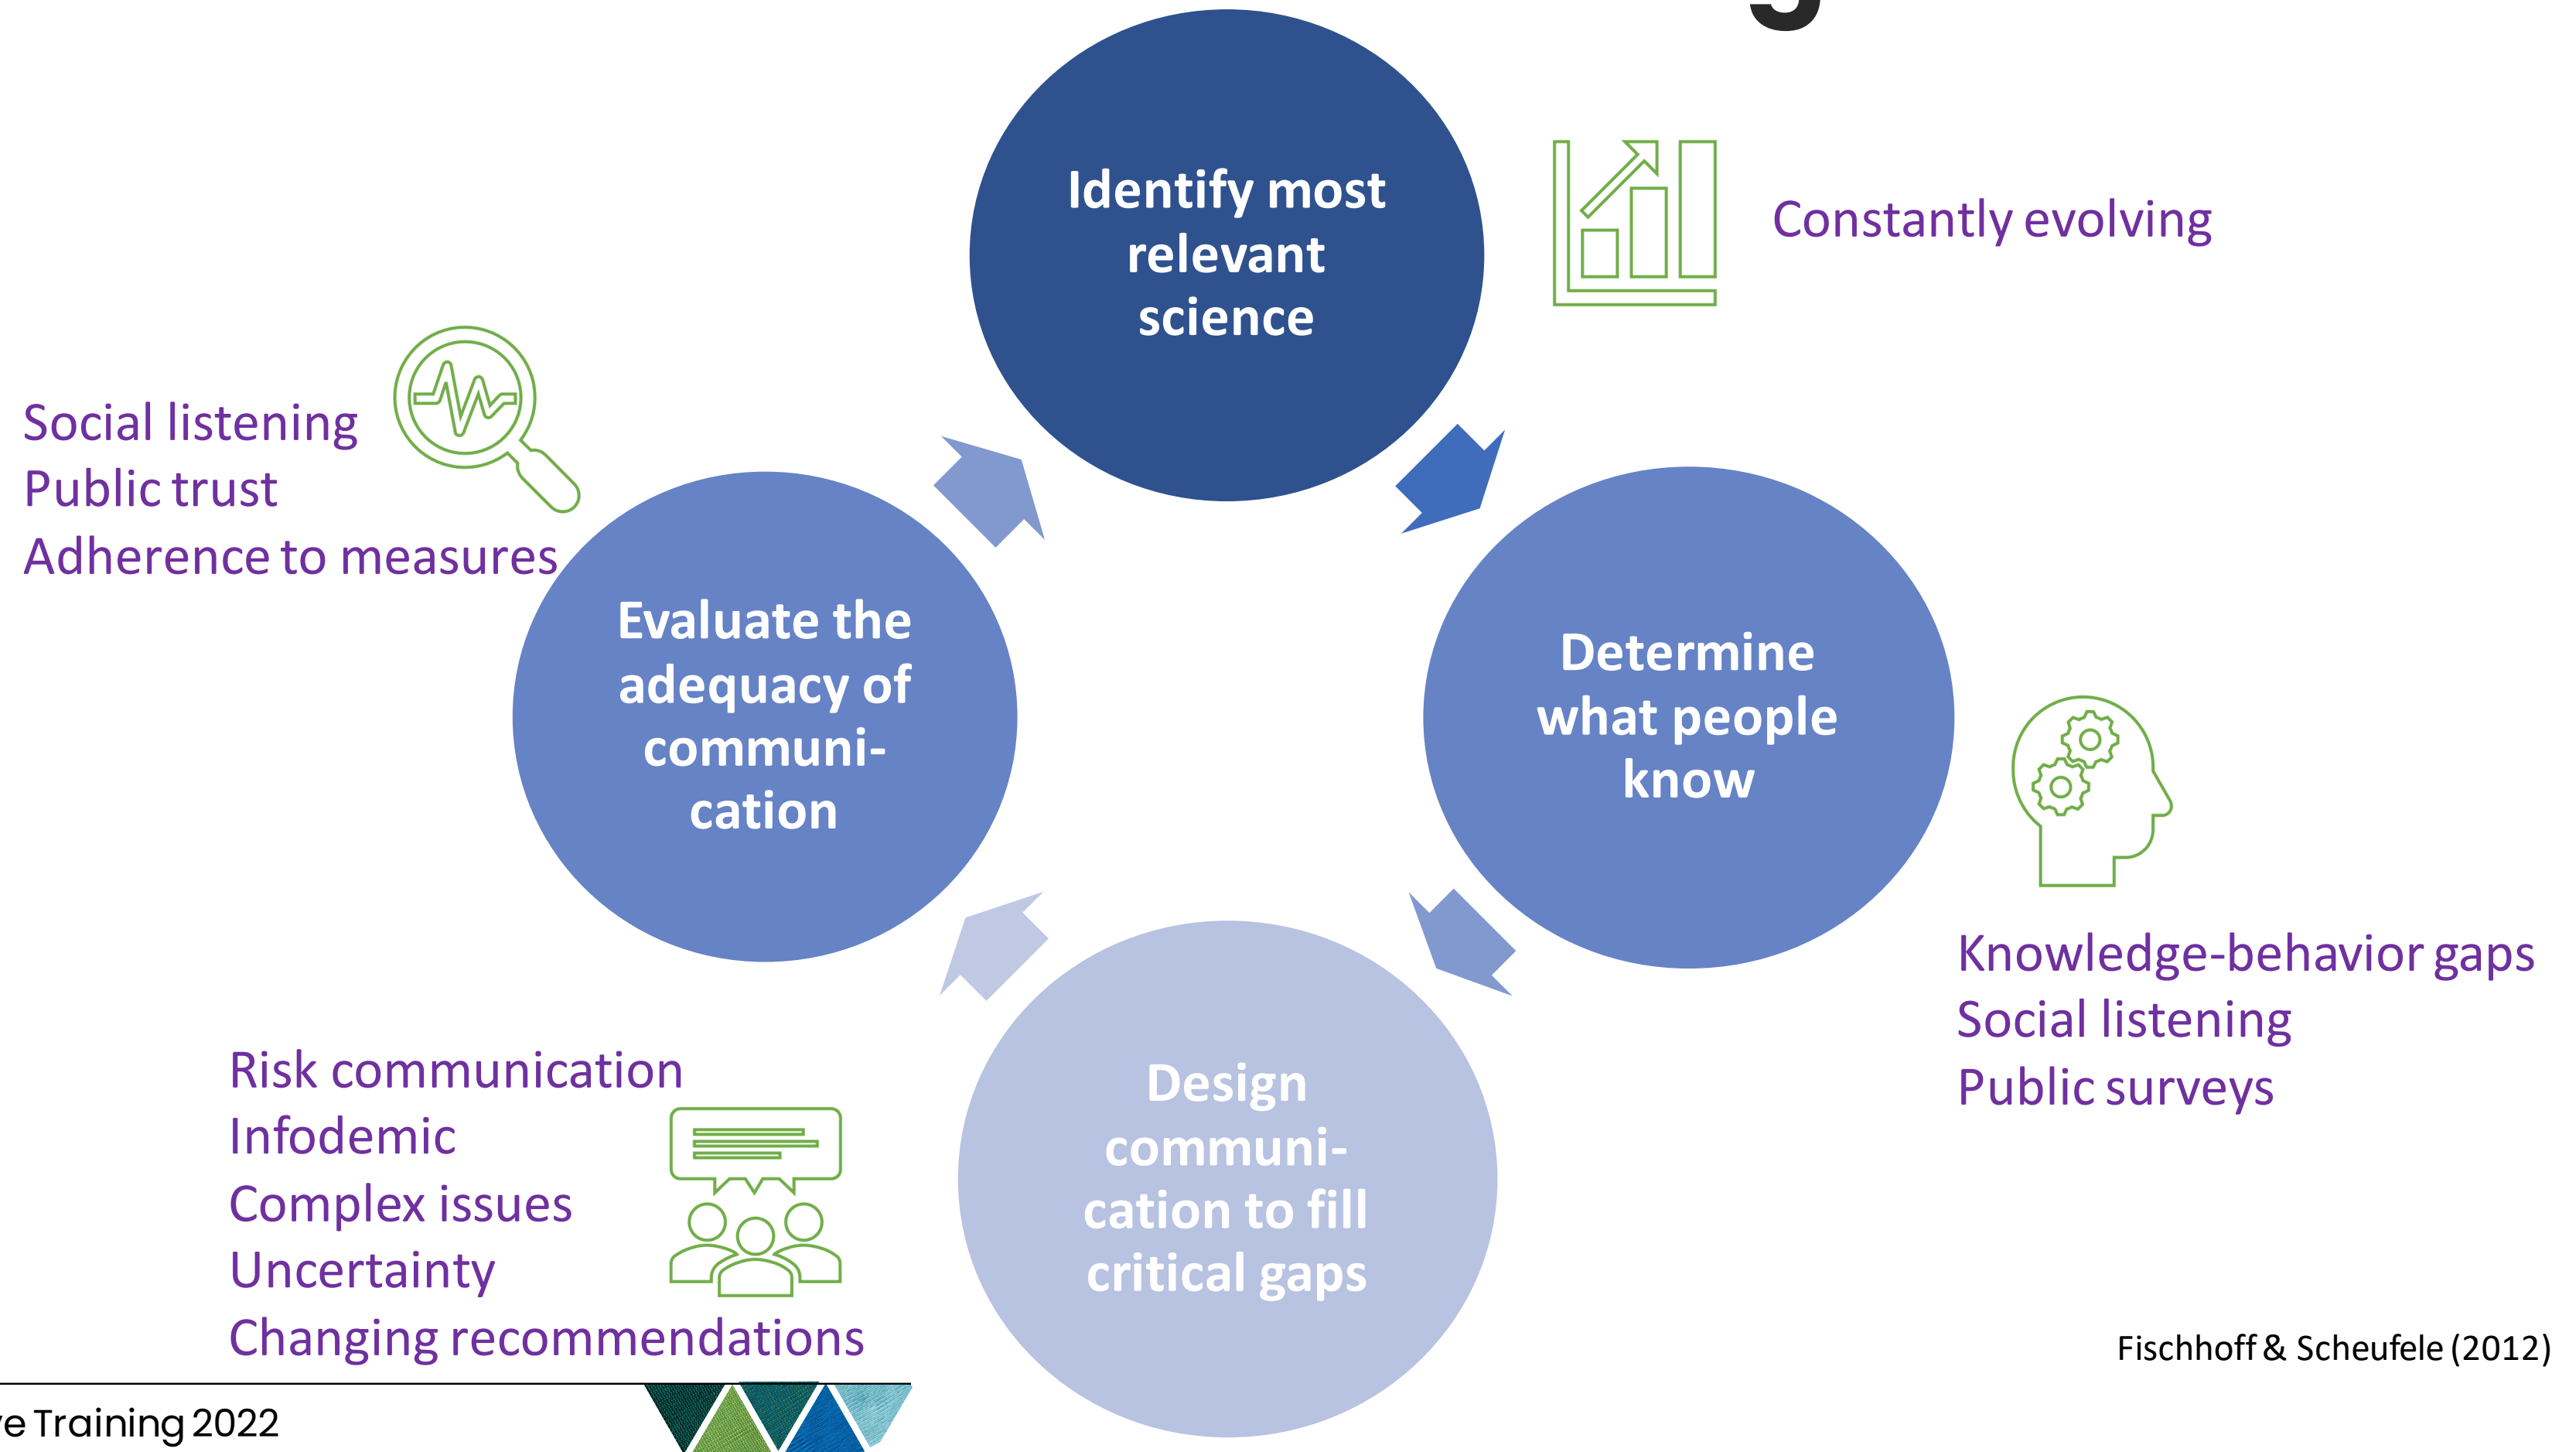 Identify most
relevant
science
Constantly evolving
Social listening
Public trust
Adherence to measures
Evaluate the
adequacy of
communi-
cation
Determine
what people
know
Knowledge-behavior gaps
Social listening
Public surveys
Design
communi-
cation to fill
critical gaps
Risk communication
Infodemic
Complex issues
Uncertainty
Changing recommendations
Fischhoff & Scheufele (2012)
Training 2022